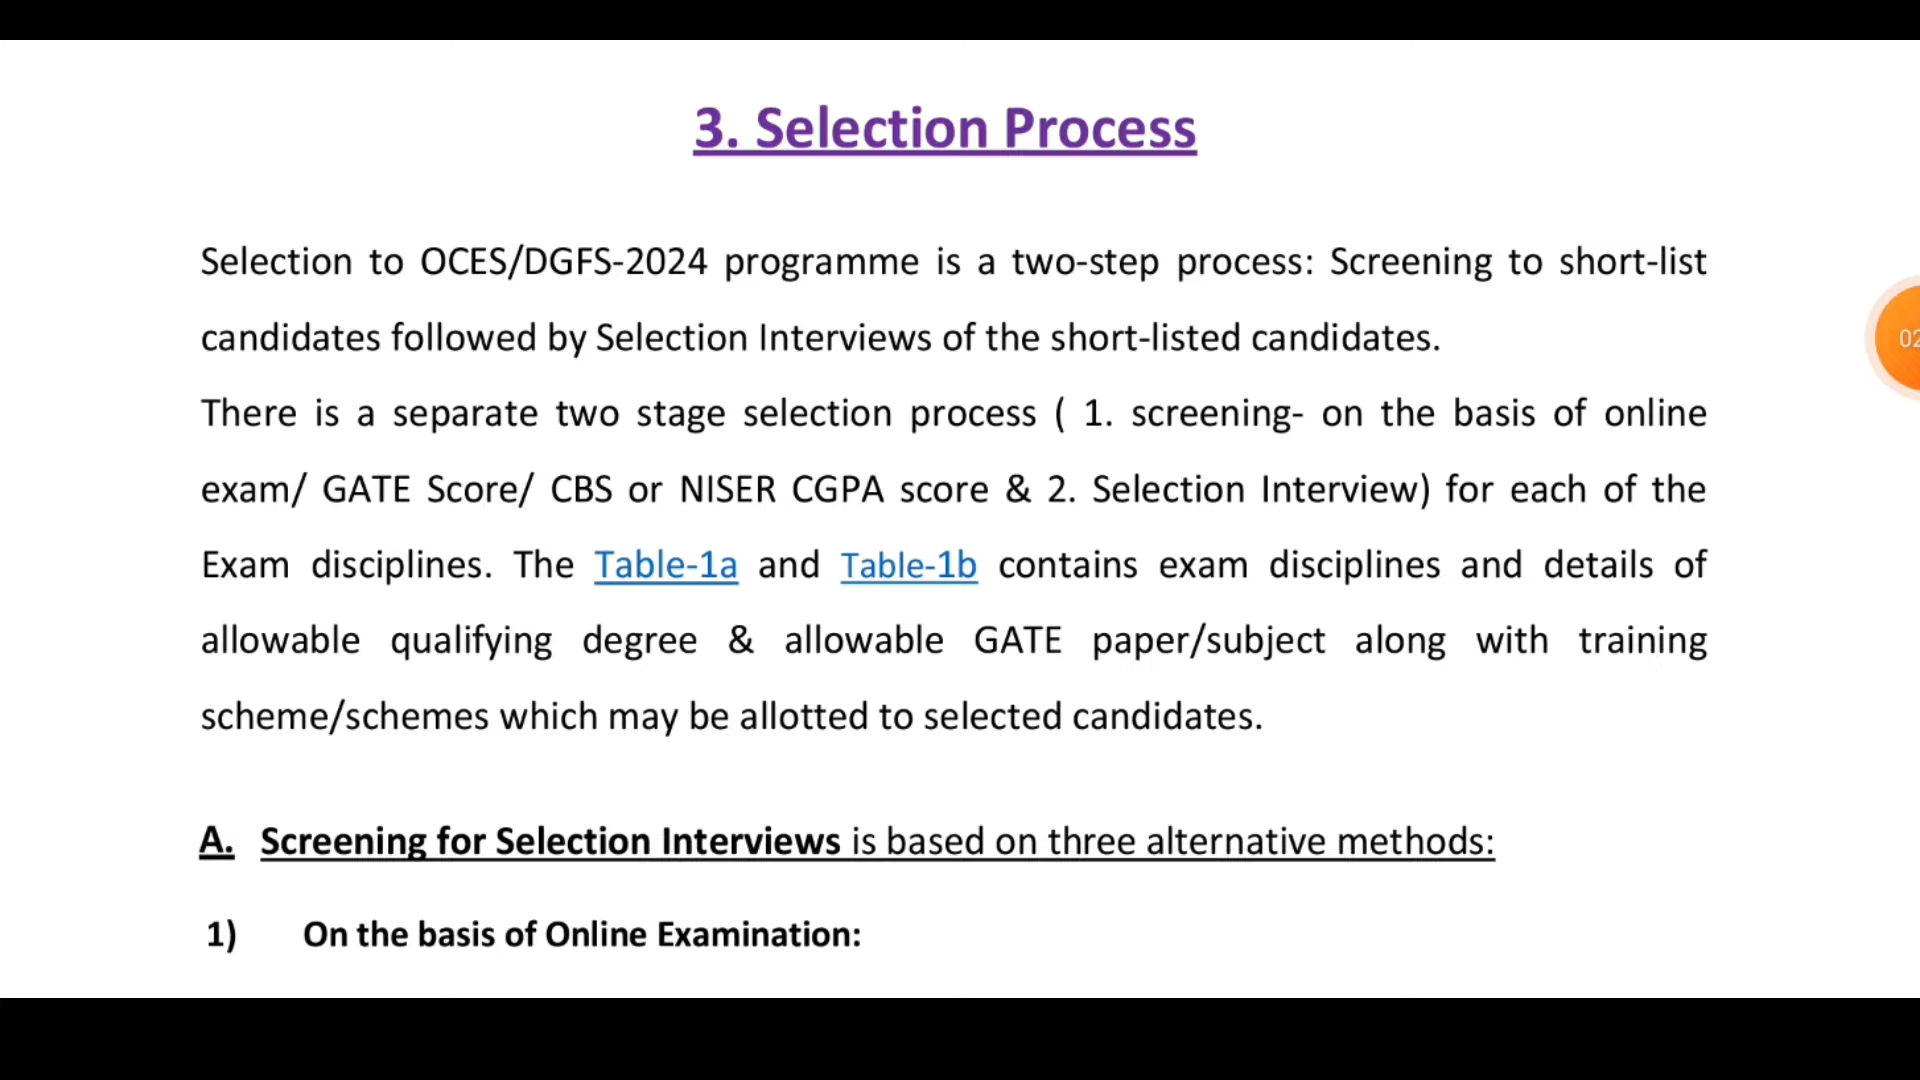 3. Selection Process
Selection to OCES/DGFS-2024 programme is a two-step process: Screening to short-list
candidates followed by Selection Interviews of the short-listed candidates.
There is a separate two stage selection process ( 1. screening- on the basis of online
exam/ GATE Score/ CBS or NISER CGPA score & 2. Selection Interview) for each of the
Exam disciplines. The Table-1a and Table-1b contains exam disciplines and details of
allowable qualifying degree & allowable GATE paper/subject along with training
scheme/schemes which may be allotted to selected candidates.
A. Screening for Selection Interviews is based on three alternative methods:
1) On the basis of Online Examination: